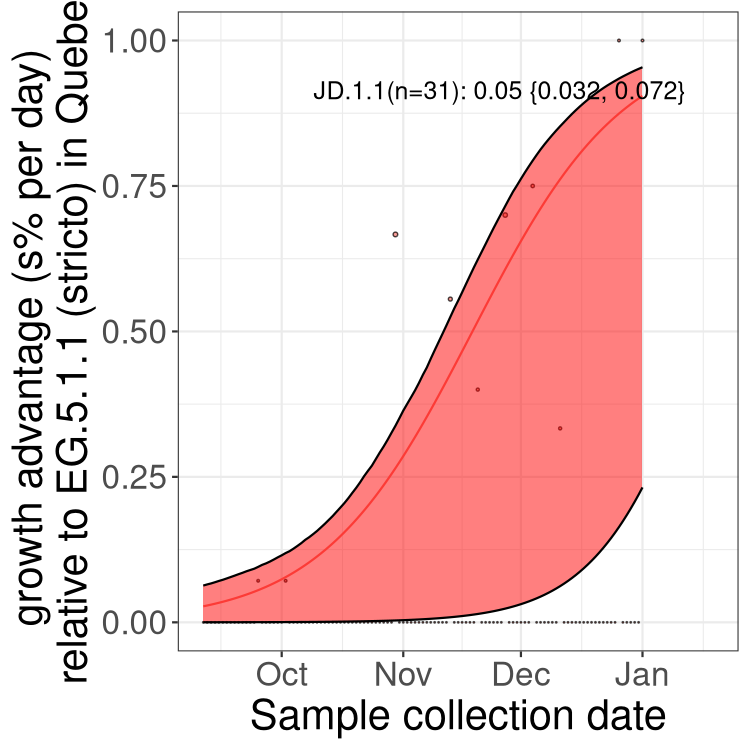 growth advantage (s% per day)
relative to EG.5.1.1 (stricto) in Quebe
1.00
0.75
0.50
0.25
0.00
JD.1.1(n=31): 0.05 {0.032, 0.072}
Oct Nov Dec Jan
Sample collection date